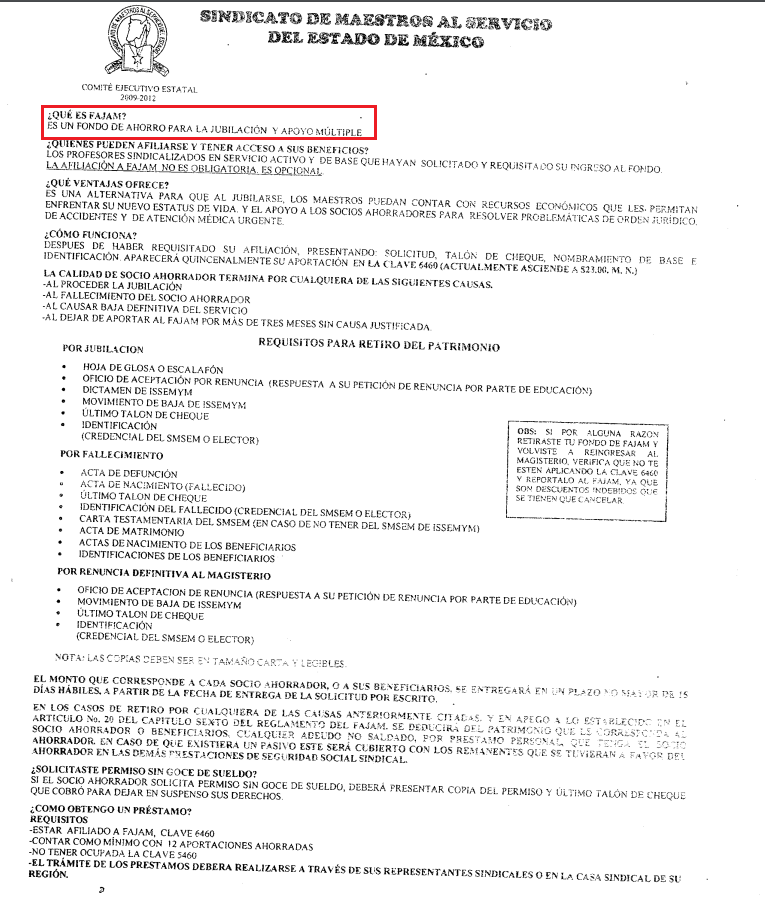 SINDICATO DE MAESTROS AL SERVICIO
DEL ESTADO DE MÉXICO
COMITÉ EJECUTIVO ESTATAL
2009-2012
¿QUÉ ES FAJAM?
ES UN FONDO DE AHORRO PARA LA JUBILACIÓN Y APOYO MÚLTIPLE
¿QUIENES PUEDEN AFILIARSE Y TENER ACCESO A SUS BENEFICIOS?
LOS PROFESORES SINDICALIZADOS EN SERVICIO ACTIVO Y DE BASE QUE HAYAN SOLICITADO Y REQUISITADO SU INGRESO AL FONDO.
LA AFILIACIÓN A FAJAM NO ES OBLIGATORIA, ES OPCIONAL.
¿QUÉ VENTAJAS OFRECE?
ES UNA ALTERNATIVA PARA QUE AL JUBILARSE, LOS MAESTROS PUEDAN CONTAR CON RECURSOS ECONÓMICOS QUE LES PERMITAN
ENFRENTAR SU NUEVO ESTATUS DE VIDA. Y EL APOYO A LOS SOCIOS AHORRADORES PARA RESOLVER PROBLEMÁTICAS DE ORDEN JURÍDICO,
DE ACCIDENTES Y DE ATENCIÓN MÉDICA URGENTE.
¿CÓMO FUNCIONA?
DESPUES DE HABER REQUISITADO SU AFILIACIÓN, PRESENTANDO: SOLICITUD, TALÓN DE CHEQUE, NOMBRAMIENTO DE BASE E
IDENTIFICACIÓN. APARECERÁ QUINCENALMENTE SU APORTACIÓN EN LA CLAVE 6460 (ACTUALMENTE ASCIENDE A $23.00. M. N.)
LA CALIDAD DE SOCIO AHORRADOR TERMINA POR CUALQUIERA DE LAS SIGUIENTES CAUSAS.
-AL PROCEDER LA JUBILACIÓN
-AL FALLECIMIENTO DEL SOCIO AHORRADOR
-AL CAUSAR BAJA DEFINITIVA DEL SERVICIO
-AL DEJAR DE APORTAR AL FAJAM POR MÁS DE TRES MESES SIN CAUSA JUSTIFICADA.
REQUISITOS PARA RETIRO DEL PATRIMONIO
POR JUBILACION
• HOJA DE GLOSA O ESCALAFÓN
• OFICIO DE ACEPTACIÓN POR RENUNCIA (RESPUESTA A SU PETICIÓN DE RENUNCIA POR PARTE DE EDUCACIÓN)
• DICTAMEN DE ISSEMYM
• MOVIMIENTO DE BAJA DE ISSEMYM
• ÚLTIMO TALON DE CHEQUE
• IDENTIFICACIÓN
(CREDENCIAL DEL SMSEM O ELECTOR)
OBS: SI POR ALGUNA RAZON
RETIRASTE TU FONDO DE FAJAM Y
VOLVISTE A REINGRESAR AL
MAGISTERIO, VERIFICA QUE NO TE
ESTEN APLICANDO LA CLAVE 6460
Y REPORTALO AL FAJAM, YA QUE
SON DESCUENTOS INDEBIDOS QUE
SE TIENEN QUE CANCELAR.
POR FALLECIMIENTO
• ACTA DE DEFUNCIÓN
• ACTA DE NACIMIENTO (FALLECIDO)
• ÚLTIMO TALON DE CHEQUE
• IDENTIFICACIÓN DEL FALLECIDO (CREDENCIAL DEL SMSEM O ELECTOR)
• CARTA TESTAMENTARIA DEL SMSEM (EN CASO DE NO TENER DEL SMSEM DE ISSEMYM)
• ACTA DE MATRIMONIO
• ACTAS DE NACIMIENTO DE LOS BENEFICIARIOS
• IDENTIFICACIONES DE LOS BENEFICIARIOS
POR RENUNCIA DEFINITIVA AL MAGISTERIO
• OFICIO DE ACEPTACION DE RENUNCIA (RESPUESTA A SU PETICIÓN DE RENUNCIA POR PARTE DE EDUCACIÓN)
• MOVIMIENTO DE BAJA DE ISSEMYM
• ÚLTIMO TALON DE CHEQUE
• IDENTIFICACIÓN
(CREDENCIAL DEL SMSEM O ELECTOR)
NOTA: LAS COPIAS DEBEN SER EN TAMAÑO CARTA Y LEGIBLES.
EL MONTO QUE CORRESPONDE A CADA SOCIO AHORRADOR, O A SUS BENEFICIARIOS. SE ENTREGARÁ EN UN PLAZO NO MAYOR DE 15
DÍAS HÁBILES, A PARTIR DE LA FECHA DE ENTREGA DE LA SOLICITUD POR ESCRITO.
EN LOS CASOS DE RETIRO POR CUALQUIERA DE LAS CAUSAS ANTERIORMENTE CITADAS, Y EN APEGO A LO ESTABLECIDO EN EL
ARTICULO No. 20 DEL CAPITULO SEXTO DEL REGLAMENTO DEL FAJAM. SE DEDUCIRÁ DEL PATRIMONIO QUE LE CORRESPONDA AL
SOCIO AHORRADOR O BENEFICIARIOS, CUALQUIER ADEUDO NO SALDADO, POR PRÉSTAMO PERSONAL, QUE TENGA EL SOCIO
AHORRADOR. EN CASO DE QUE EXISTIERA UN PASIVO ESTE SERÁ CUBIERTO CON LOS REMANENTES QUE SE TUVIERAN A FAVOR DEL
AHORRADOR EN LAS DEMÁS PRESTACIONES DE SEGURIDAD SOCIAL SINDICAL.
¿SOLICITASTE PERMISO SIN GOCE DE SUELDO?
SI EL SOCIO AHORRADOR SOLICITA PERMISO SIN GOCE DE SUELDO, DEBERÁ PRESENTAR COPIA DEL PERMISO Y ÚLTIMO TALÓN DE CHEQUE
QUE COBRÓ PARA DEJAR EN SUSPENSO SUS DERECHOS.
¿COMO OBTENGO UN PRÉSTAMO?
REQUISITOS
-ESTAR AFILIADO A FAJAM, CLAVE 6460
-CONTAR COMO MÍNIMO CON 12 APORTACIONES AHORRADAS
-NO TENER OCUPADA LA CLAVE 5460
-EL TRÁMITE DE LOS PRESTAMOS DEBERA REALIZARSE A TRAVÉS DE SUS REPRESENTANTES SINDICALES O EN LA CASA SINDICAL DE SU
REGIÓN.